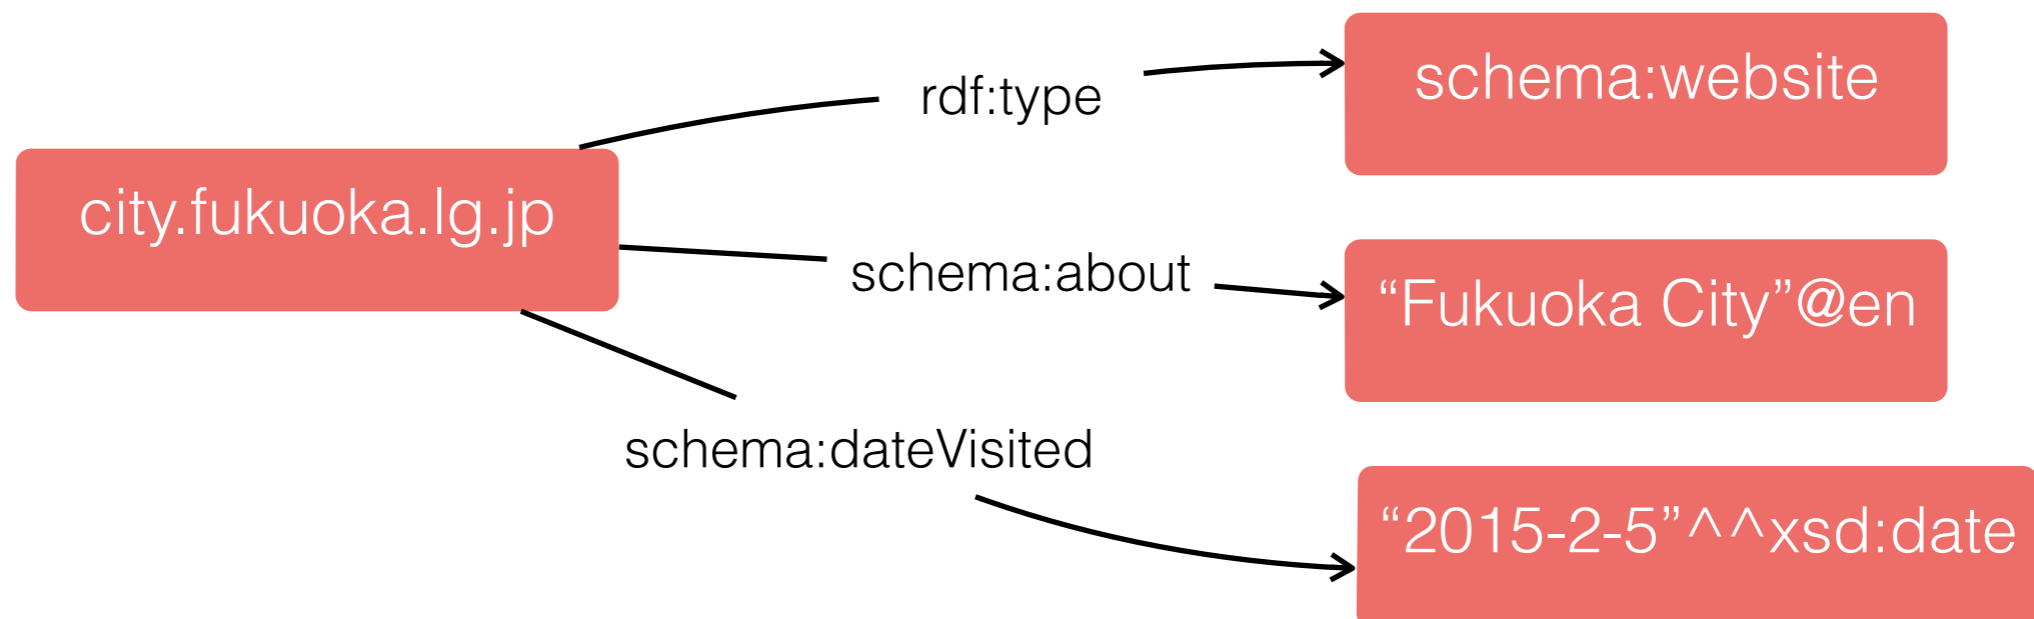 rdf:type
schema:website
city.fukuoka.lg.jp
schema:about
“Fukuoka City”@en
schema:dateVisited
“2015-2-5”^^xsd:date